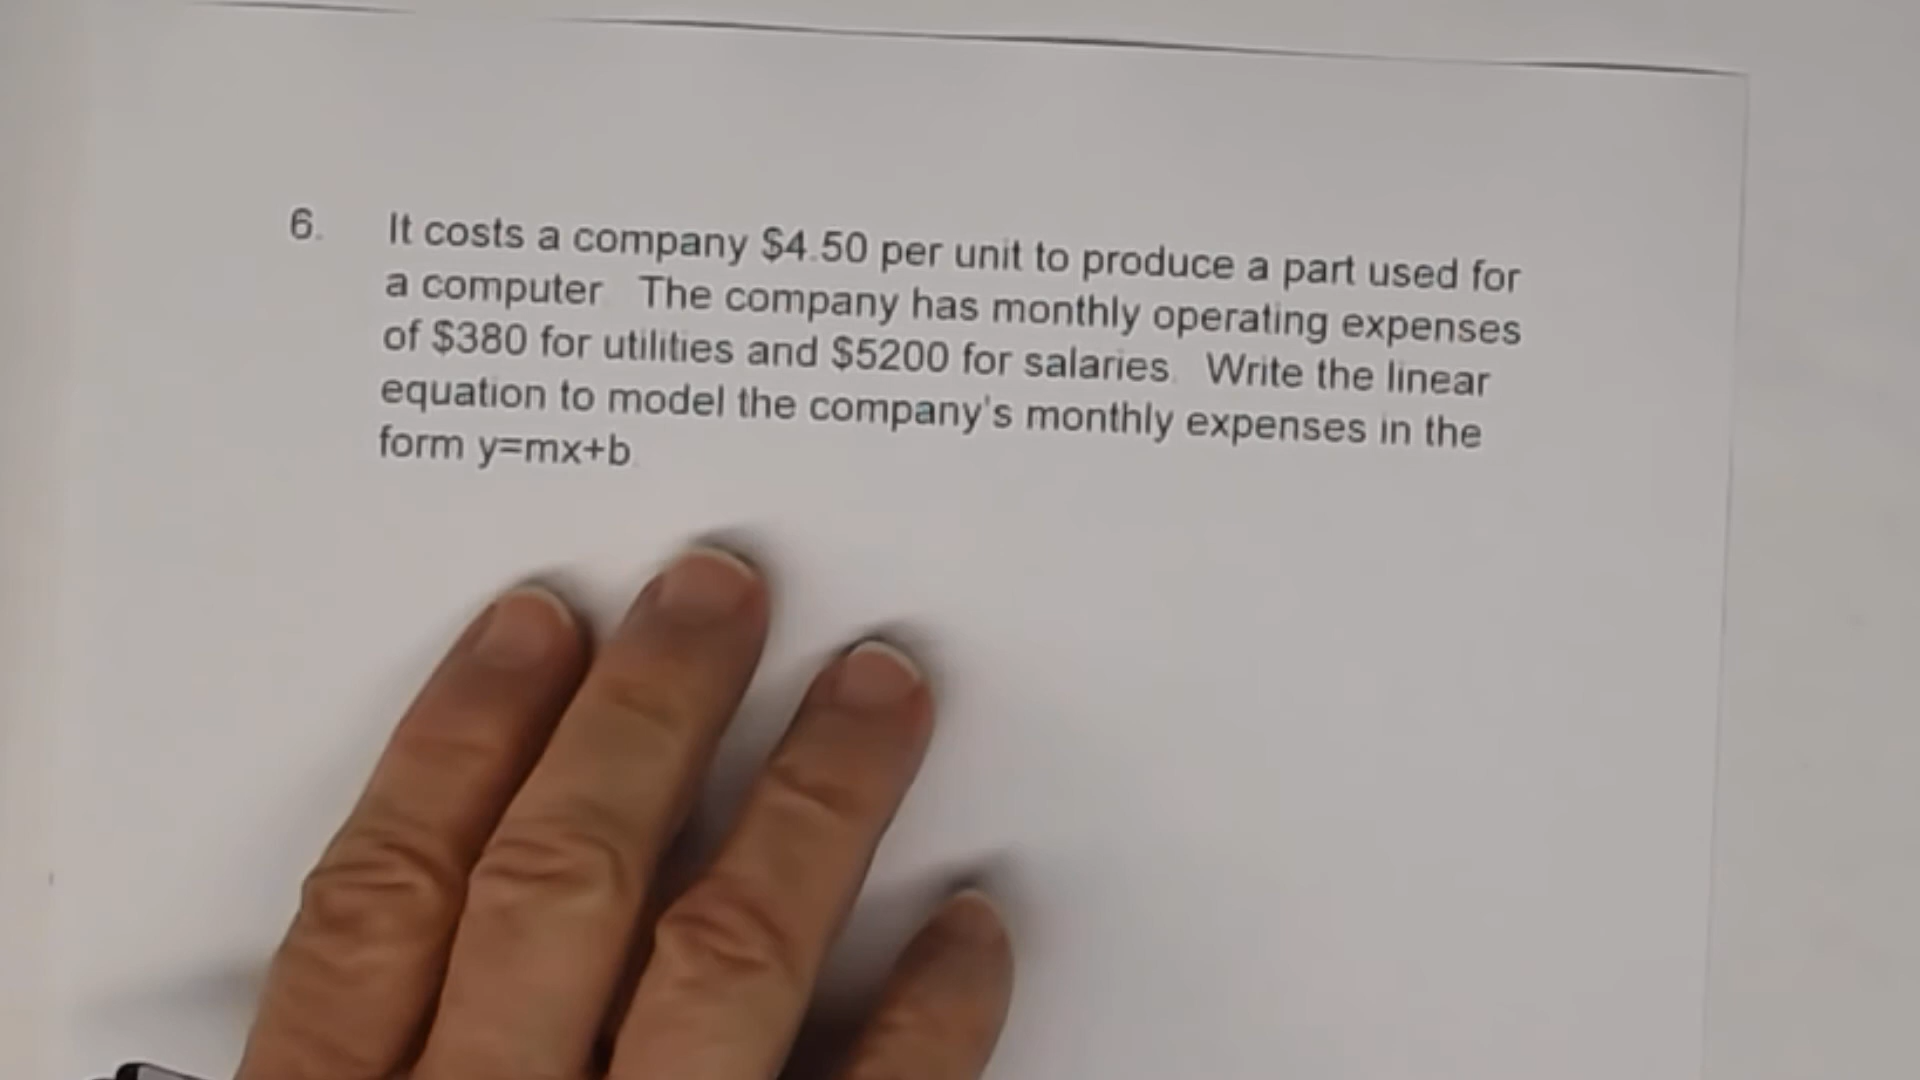 6. It costs a company $4.50 per unit to produce a part used for
a computer. The company has monthly operating expenses
of $380 for utilities and $5200 for salaries. Write the linear
equation to model the company's monthly expenses in the
form y=mx+b.